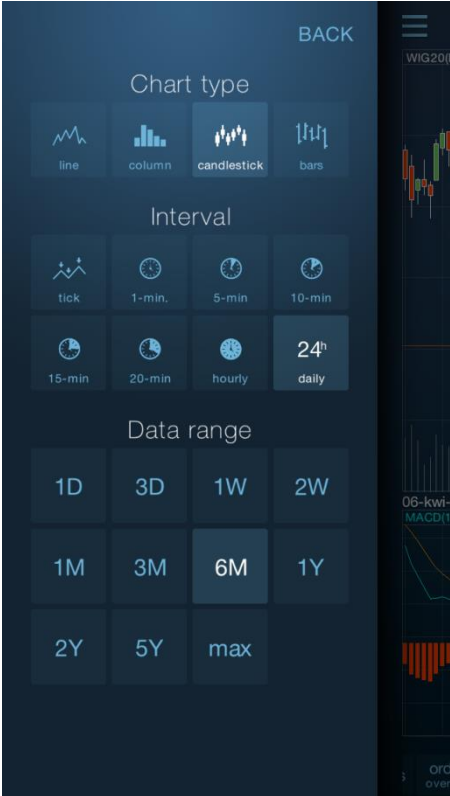 BACK
Chart type
line column candlestick bars
Interval
tick 1-min. 5-min 10-min
24h
15-min 20-min hourly daily
Data range
1D 3D 1W 2W
1M 3M 6M 1Y
2Y 5Y max
WIG20(
06-kwi-
MACD(1